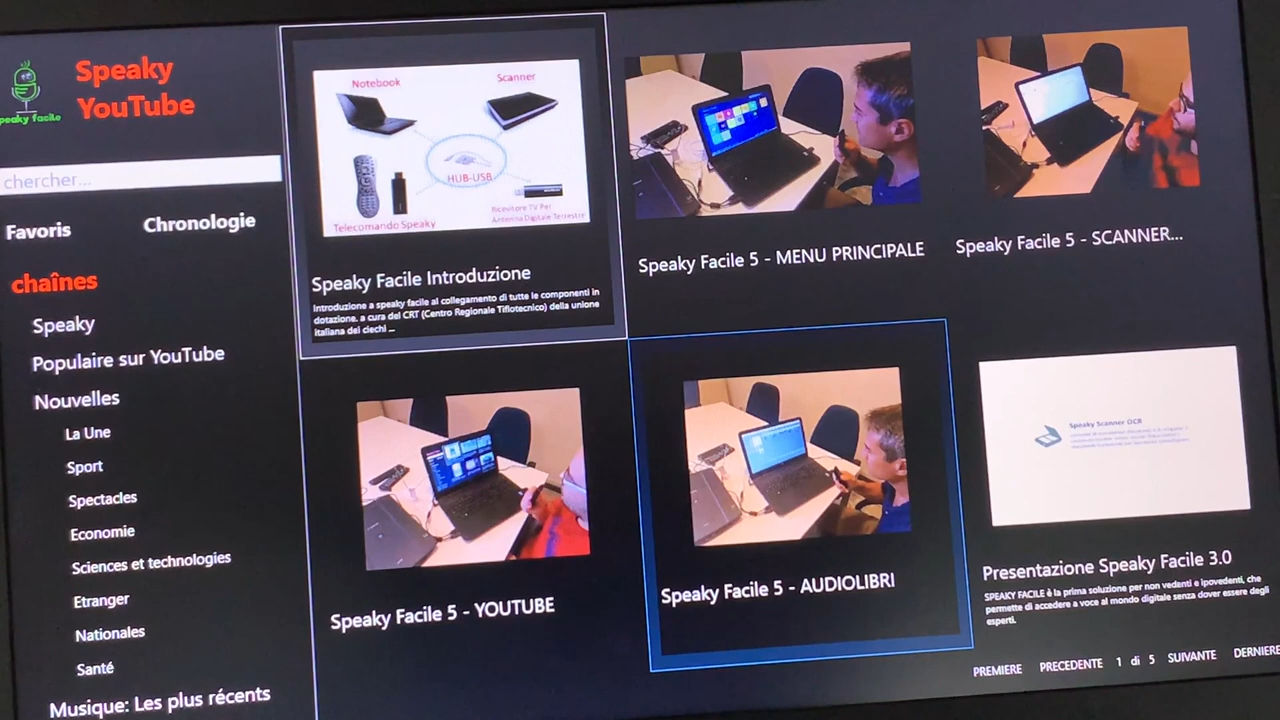 Speaky
YouTube
peaky facile
chercher...
Favoris
Chronologie
chaînes
Speaky
Populaire sur YouTube
Nouvelles
La Une
Sport
Spectacles
Economie
Sciences et technologies
Etranger
Nationales
Santé
Musique: Les plus récents
Notebook
Scanner
HUB-USB
Telecomando Speaky
Ricevitore TV Per
Antenna Digitale Terrestre
Speaky Facile Introduzione
Introduzione a speaky facile al collegamento di tutte le componenti in
dotazione. a cura del CRT (Centro Regionale Tiflotecnico) della unione
italiana dei ciechi ...
Speaky Facile 5 - MENU PRINCIPALE
Speaky Facile 5 - SCANNER...
Speaky Facile 5 - YOUTUBE
Speaky Facile 5 - AUDIOLIBRI
Speaky Scanner OCR
Presentazione Speaky Facile 3.0
SPEAKY FACILE è la prima soluzione per non vedenti e ipovedenti, che
permette di accedere a voce al mondo digitale senza dover essere degli
esperti.
PREMIERE PRECEDENTE 1 di 5 SUIVANTE DERNIERE